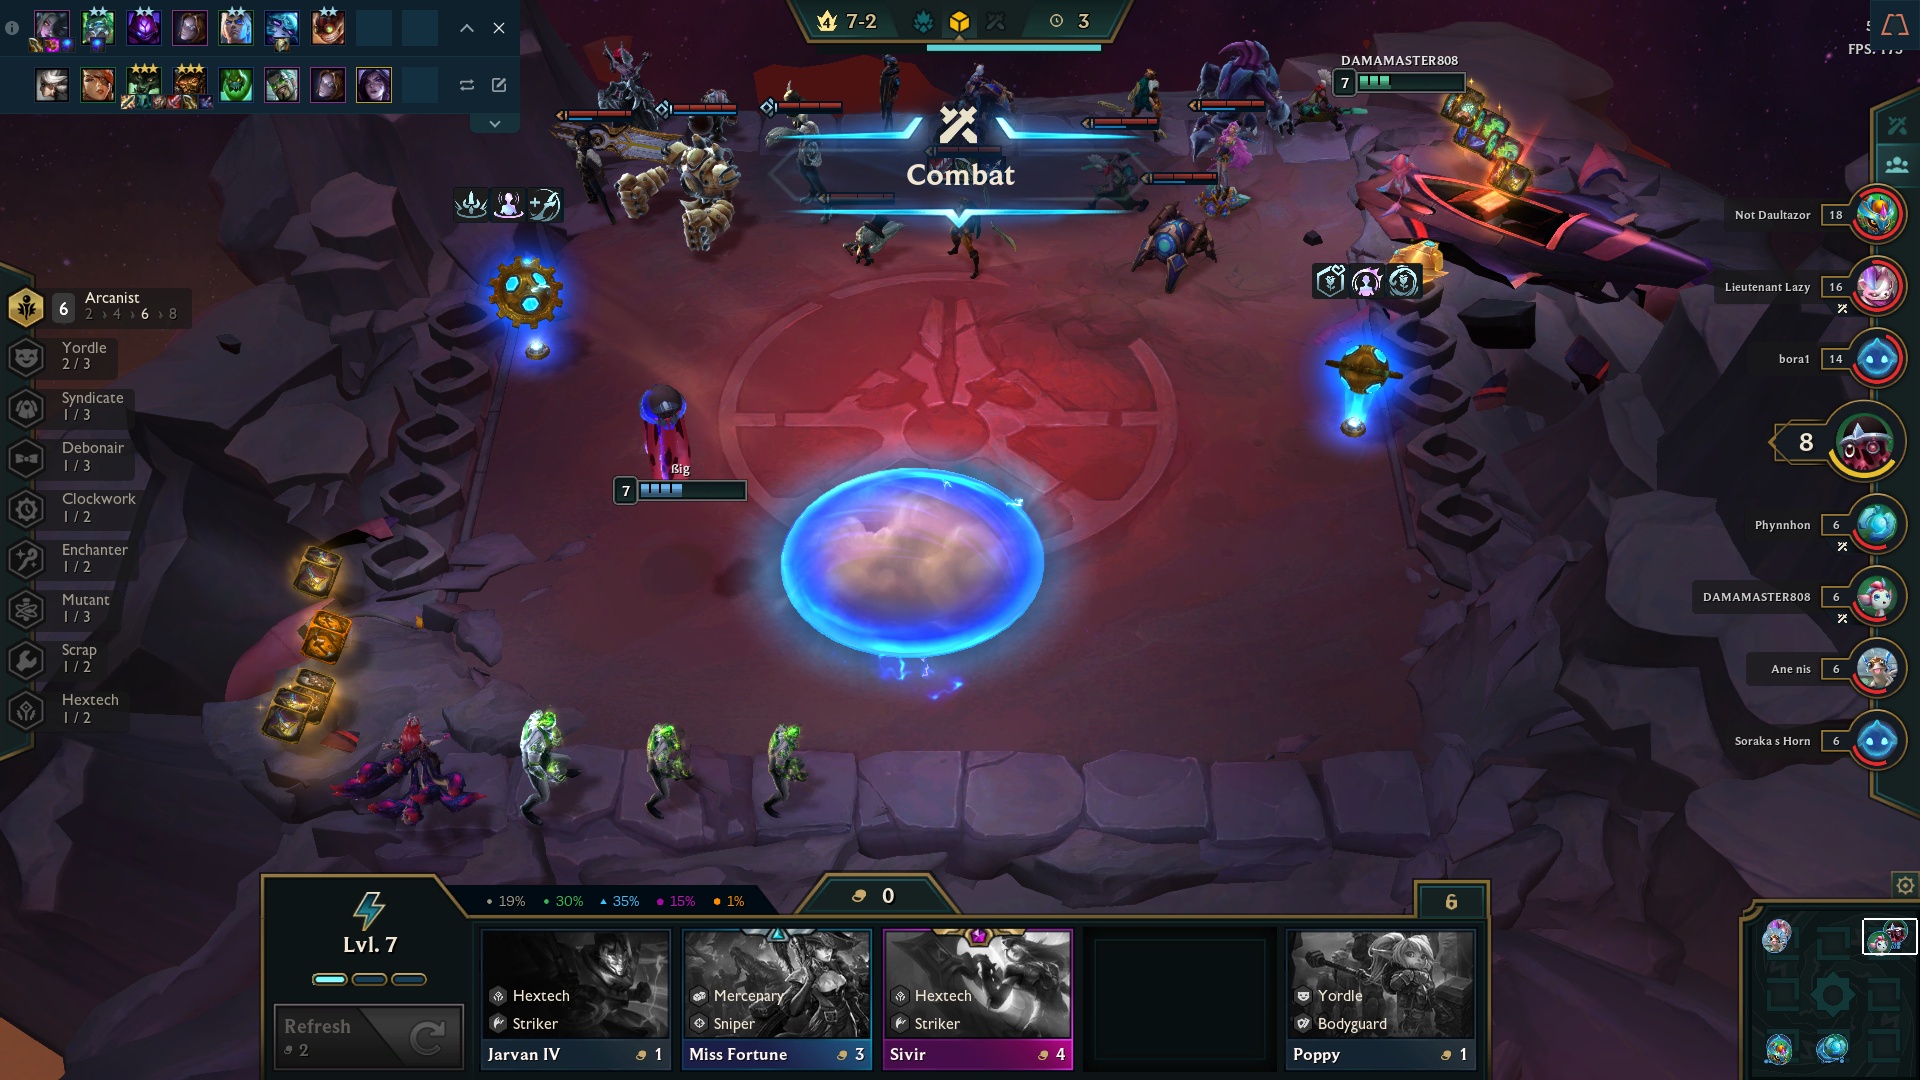 4 7-2 3
DAMAMASTER808
7
FPS: 173
Combat
Not Daultazor 18
Lieutenant Lazy 16
bora1 14
8
Phynnhon 6
DAMAMASTER808 6
Ane nis 6
Soraka s Horn 6
6 Arcanist
2 › 4 › 6 › 8
Yordle
2 / 3
Syndicate
1 / 3
Debonair
1 / 3
Clockwork
1 / 2
Enchanter
1 / 2
Mutant
1 / 3
Scrap
1 / 2
Hextech
1 / 2
ßig
7
19% 30% 35% 15% 1%
0
6
Lvl. 7
Refresh
2
Hextech
Striker
Jarvan IV 1
Mercenary
Sniper
Miss Fortune 3
Hextech
Striker
Sivir 4
Yordle
Bodyguard
Poppy 1